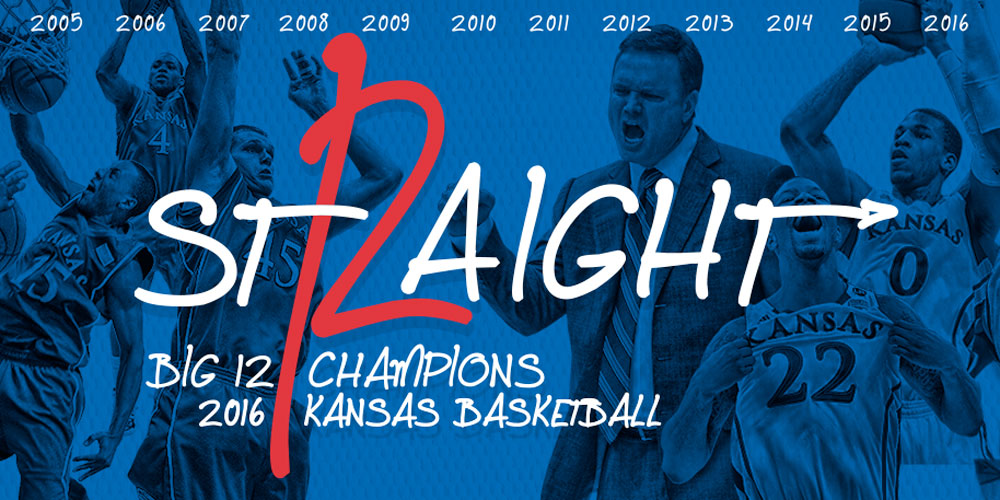 2005 2006 2007 2008 2009 2010 2011 2012 2013 2014 2015 2016
ST12AIGHT
BIG 12 CHAMPIONS
2016 KANSAS BASKETBALL
KANSAS
4
45
15
KANSAS
0
KANSAS
22